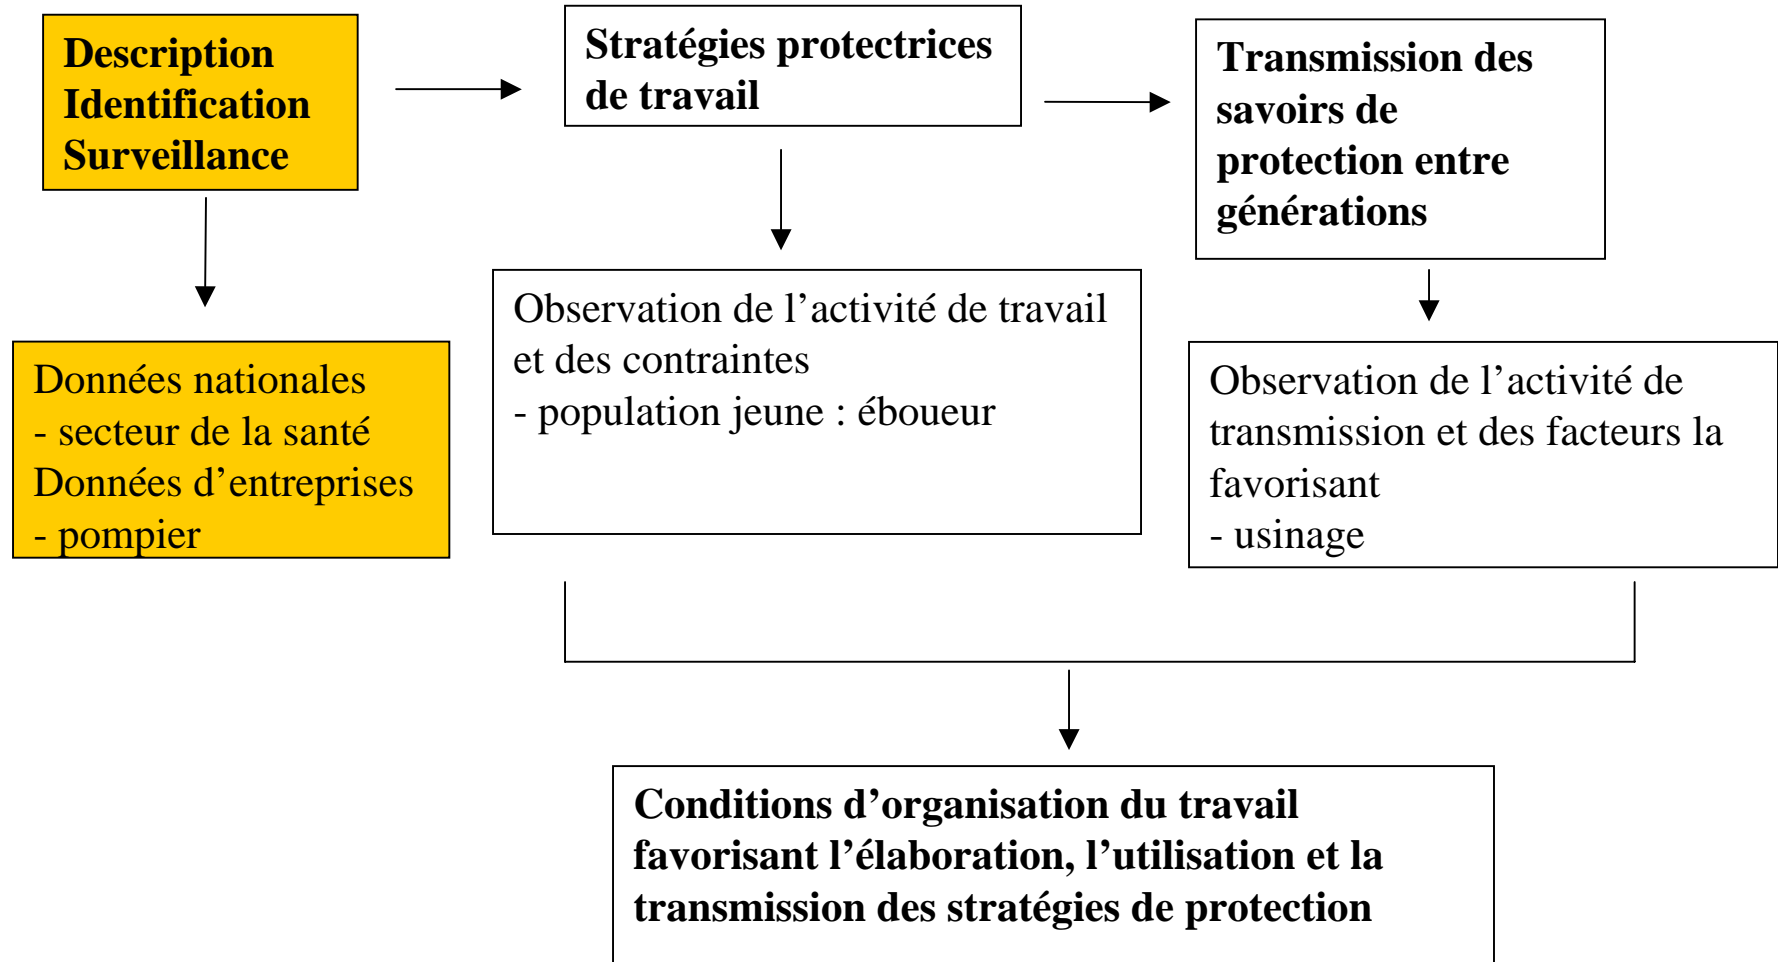 Description
Identification
Surveillance
Stratégies protectrices
de travail
Transmission des
savoirs de
protection entre
générations
Données nationales
- secteur de la santé
Données d’entreprises
- pompier
Observation de l’activité de travail
et des contraintes
- population jeune : éboueur
Observation de l’activité de
transmission et des facteurs la
favorisant
- usinage
Conditions d’organisation du travail
favorisant l’élaboration, l’utilisation et la
transmission des stratégies de protection